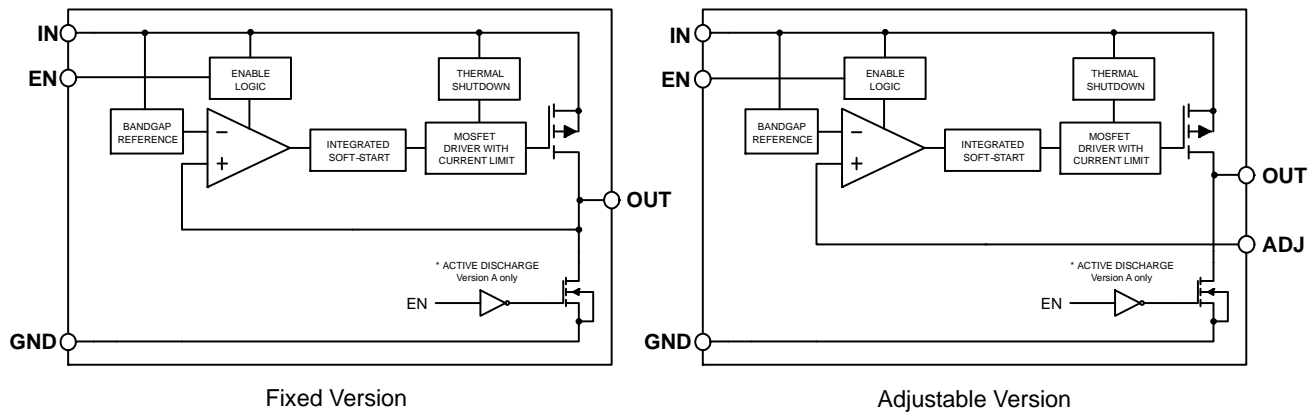 IN
EN
ENABLE
LOGIC
THERMAL
SHUTDOWN
BANDGAP
REFERENCE
−
+
INTEGRATED
SOFT-START
MOSFET
DRIVER WITH
CURRENT LIMIT
OUT
* ACTIVE DISCHARGE
Version A only
EN
GND
Fixed Version
IN
EN
ENABLE
LOGIC
THERMAL
SHUTDOWN
BANDGAP
REFERENCE
−
+
INTEGRATED
SOFT-START
MOSFET
DRIVER WITH
CURRENT LIMIT
OUT
ADJ
* ACTIVE DISCHARGE
Version A only
EN
GND
Adjustable Version